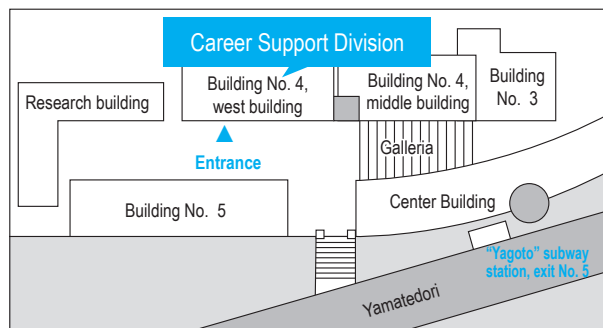 Career Support Division
Building No. 4,
west building
Building No. 4,
middle building
Building
No. 3
Research building
Galleria
Entrance
Building No. 5
Center Building
"Yagoto" subway
station, exit No. 5
Yamatedori